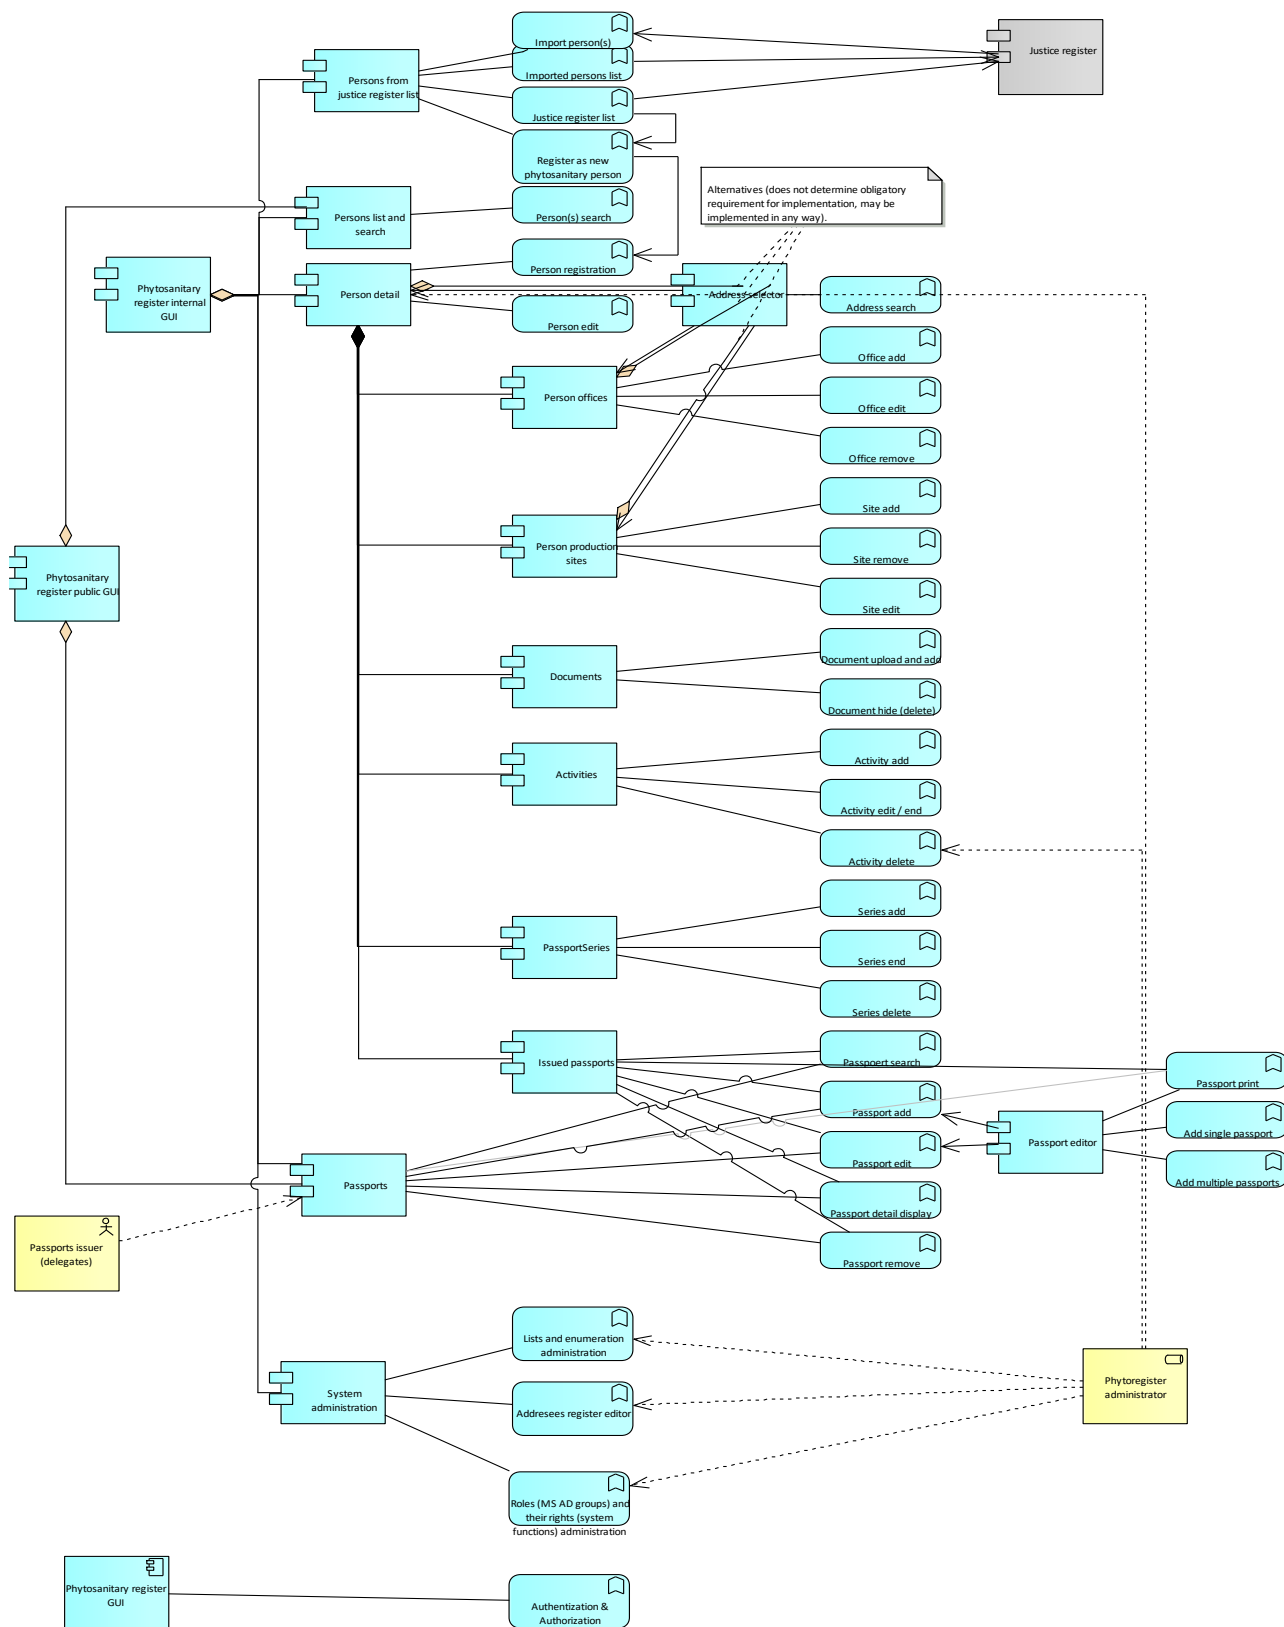 Import person(s)
Imported persons list
Justice register
Persons from
justice register list
Justice register list
Register as new
phytosanitary person
Alternatives (does not determine obligatory
requirement for implementation, may be
implemented in any way).
Persons list and
search
Person(s) search
Person registration
Phytosanitary
register internal
GUI
Person detail
Address selector
Address search
Person edit
Office add
Person offices
Office edit
Office remove
Site add
Person production
sites
Site remove
Site edit
Phytosanitary
register public GUI
Document upload and add
Documents
Document hide (delete)
Activity add
Activities
Activity edit / end
Activity delete
Series add
PassportSeries
Series end
Series delete
Issued passports
Passpoert search
Passport print
Passport add
Passport editor
Add single passport
Passport edit
Add multiple passports
Passports
Passport detail display
Passports issuer
(delegates)
Passport remove
Lists and enumeration
administration
Phytoregister
administrator
System
administration
Addresees register editor
Roles (MS AD groups) and
their rights (system
functions) administration
Phytosanitary register
GUI
Authentization &
Authorization